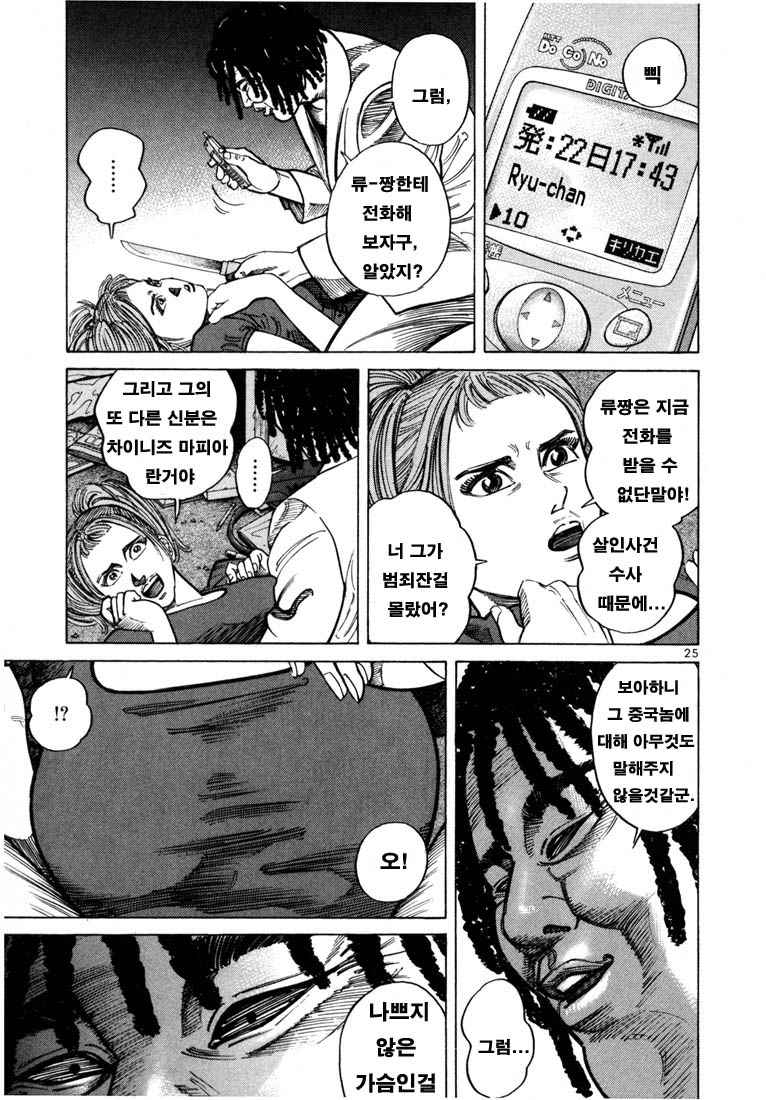 삑
NTT
DoCoNo
DIGITA
発:22日17:43
Ryu-chan
▶10
キリカエ
メニュー
그럼,
류-짱한테
전화해
보자구,
알았지?
⋯⋯
류짱은 지금
전화를
받을 수
없단말야!
살인사건
수사
때문에...
너 그가
범죄잔걸
몰랐어?
그리고 그의
또 다른 신분은
차이니즈 마피아
란거야
⋯⋯
25
보아하니
그 중국놈에
대해 아무것도
말해주지
않을것같군.
그럼...
!?
오!
나쁘지
않은
가슴인걸